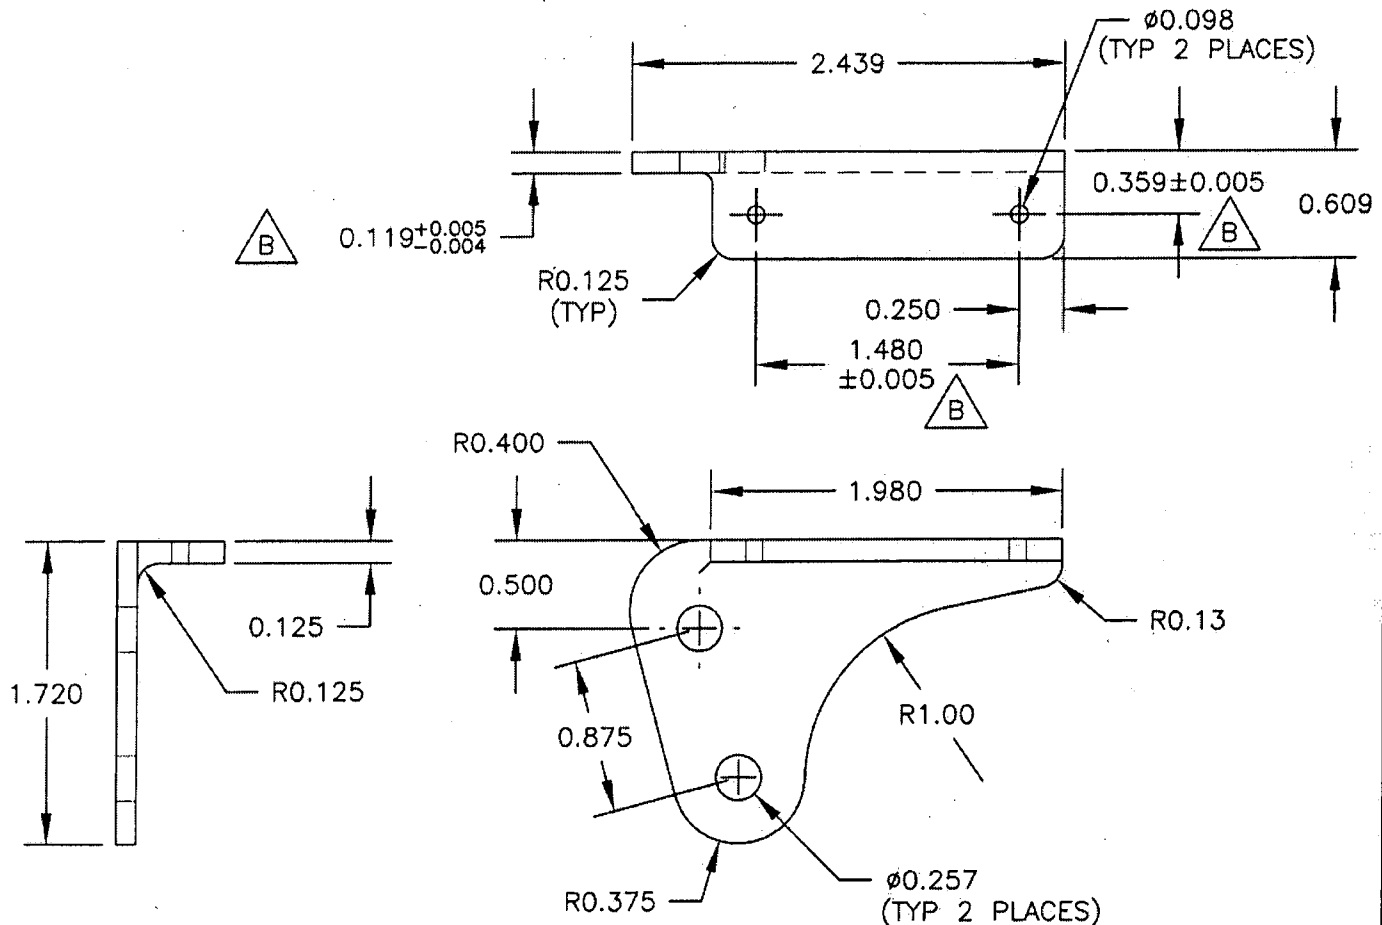 ø0.098
(TYP 2 PLACES)
2.439
0.359±0.005
0.609
B
0.119+0.005
-0.004
B
R0.125
(TYP)
0.250
1.480
±0.005
B
R0.400
1.980
0.500
0.125
R0.13
1.720
R0.125
0.875
R1.00
R0.375
ø0.257
(TYP 2 PLACES)